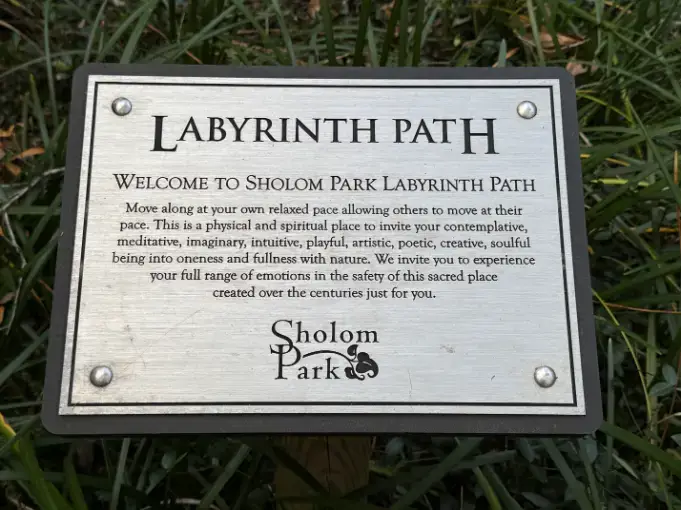 LABYRINTH PATH
WELCOME TO SHOLOM PARK LABYRINTH PATH
Move along at your own relaxed pace allowing others to move at their
pace. This is a physical and spiritual place to invite your contemplative,
meditative, imaginary, intuitive, playful, artistic, poetic, creative, soulful
being into oneness and fullness with nature. We invite you to experience
your full range of emotions in the safety of this sacred place
created over the centuries just for you.
Sholom
Park